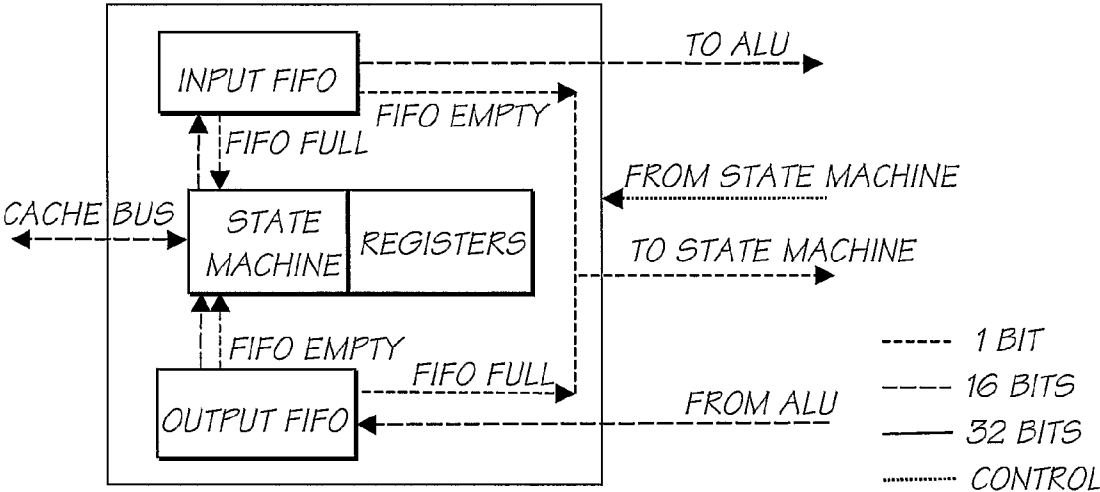 TO ALU
INPUT FIFO
FIFO EMPTY
FIFO FULL
FROM STATE MACHINE
CACHE BUS
STATE
MACHINE
REGISTERS
TO STATE MACHINE
FIFO EMPTY
FIFO FULL
OUTPUT FIFO
FROM ALU
1 BIT
16 BITS
32 BITS
CONTROL